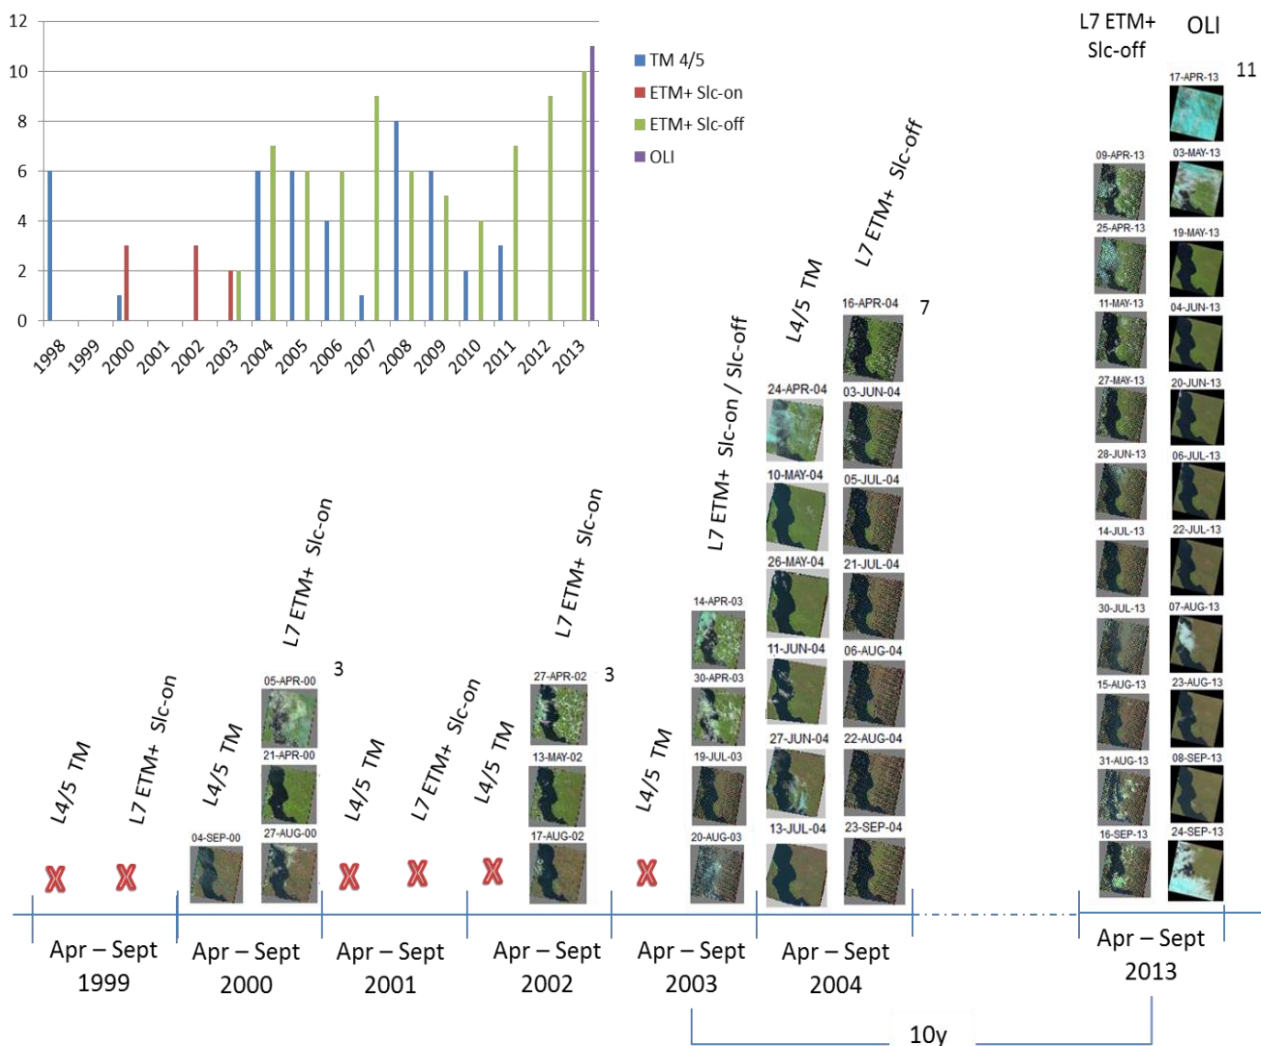 12
10
8
6
4
2
0
1998
1999
2000
2001
2002
2003
2004
2005
2006
2007
2008
2009
2010
2011
2012
2013
TM 4/5
ETM+ Slc-on
ETM+ Slc-off
OLI
L4/5 TM
X
L7 ETM+ Slc-on
X
L4/5 TM
04-SEP-00
L7 ETM+ Slc-on
3
05-APR-00
21-APR-00
27-AUG-00
L4/5 TM
X
L7 ETM+ Slc-on
X
L4/5 TM
X
L7 ETM+ Slc-on
3
27-APR-02
13-MAY-02
17-AUG-02
L4/5 TM
X
L7 ETM+ Slc-on / Slc-off
14-APR-03
30-APR-03
19-JUL-03
20-AUG-03
L4/5 TM
24-APR-04
10-MAY-04
26-MAY-04
11-JUN-04
27-JUN-04
13-JUL-04
L7 ETM+ Slc-off
7
16-APR-04
03-JUN-04
05-JUL-04
21-JUL-04
06-AUG-04
22-AUG-04
23-SEP-04
L7 ETM+
Slc-off
09-APR-13
25-APR-13
11-MAY-13
27-MAY-13
28-JUN-13
14-JUL-13
30-JUL-13
15-AUG-13
31-AUG-13
16-SEP-13
OLI
11
17-APR-13
03-MAY-13
19-MAY-13
04-JUN-13
20-JUN-13
06-JUL-13
22-JUL-13
07-AUG-13
23-AUG-13
08-SEP-13
24-SEP-13
Apr – Sept
1999
Apr – Sept
2000
Apr – Sept
2001
Apr – Sept
2002
Apr – Sept
2003
Apr – Sept
2004
Apr – Sept
2013
10y